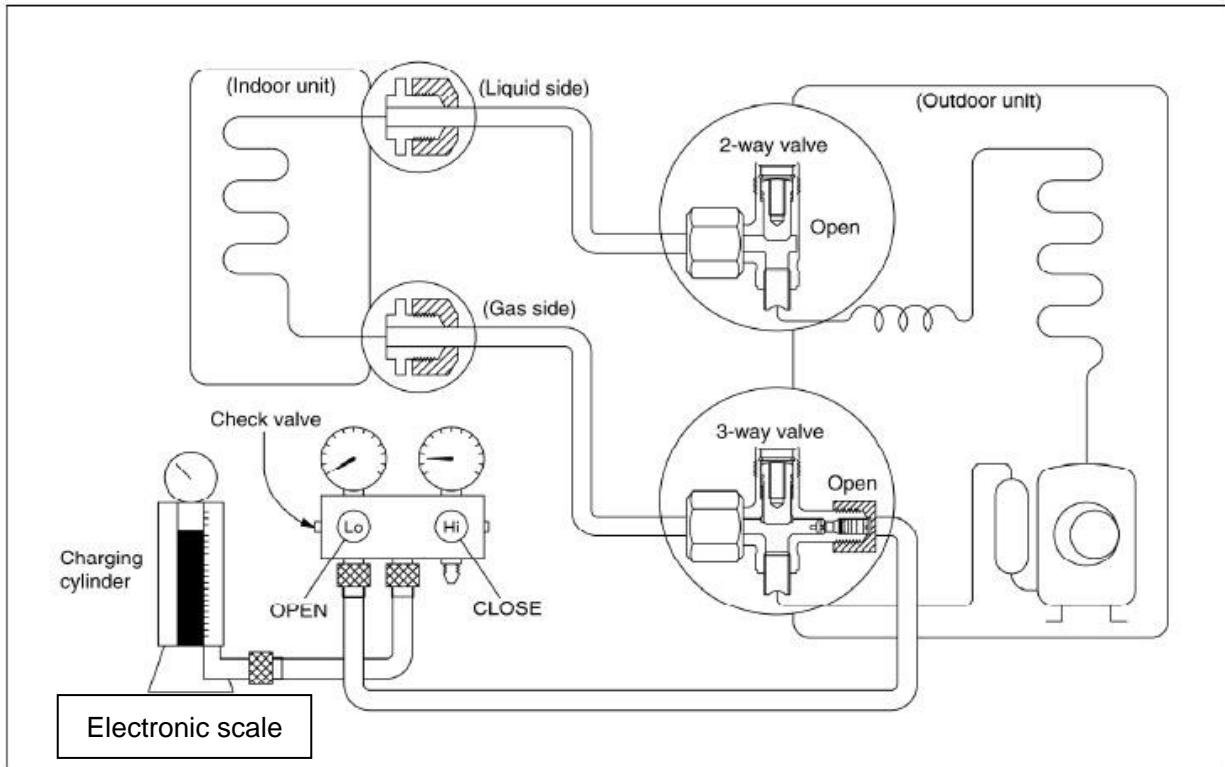 (Indoor unit)
(Liquid side)
(Outdoor unit)
2-way valve
Open
(Gas side)
Check valve
3-way valve
Open
Lo
Hi
Charging
cylinder
OPEN
CLOSE
Electronic scale